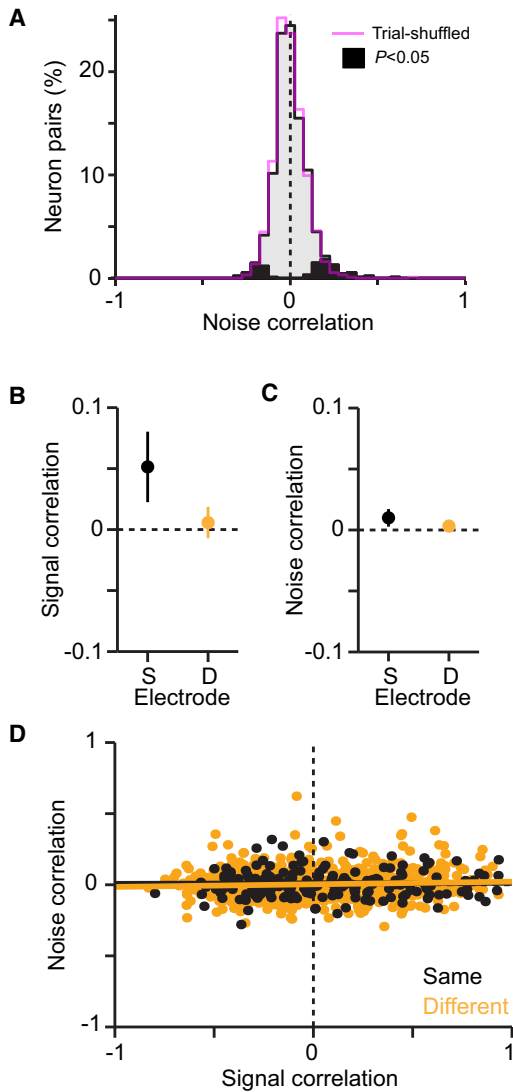 A
Trial-shuffled
P<0.05
Neuron pairs (%)
20
10
0
-1
0
1
Noise correlation
B
Signal correlation
0.1
0
-0.1
S
D
Electrode
C
Noise correlation
0.1
0
-0.1
S
D
Electrode
D
Noise correlation
1
0
-1
Same
Different
-1
0
1
Signal correlation